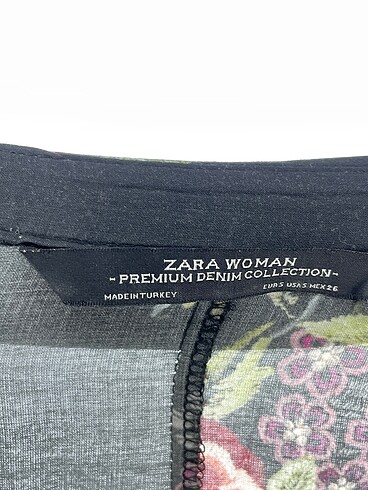 ZARA WOMAN
- PREMIUM DENIM COLLECTION -
MADE IN TURKEY
EUR S USA S MEX 26